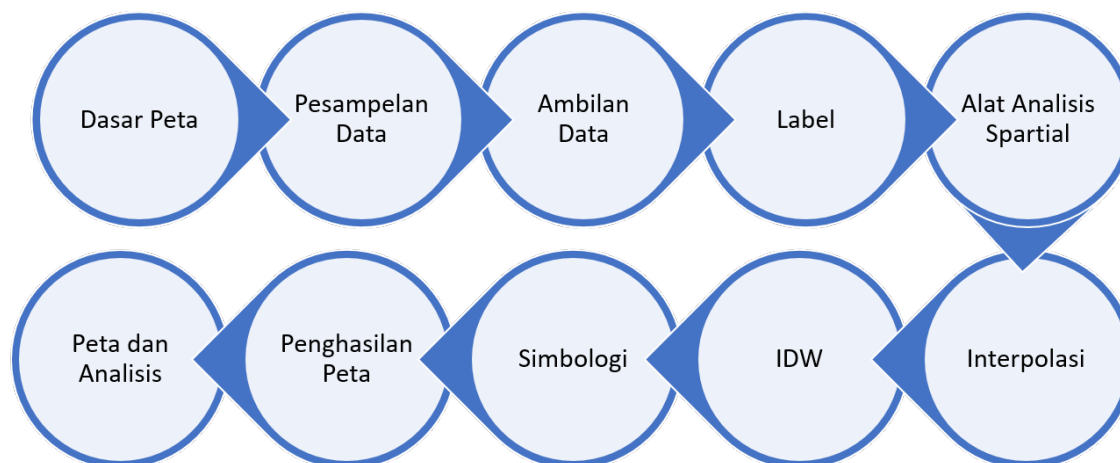 Dasar Peta
Pesampelan
Data
Ambilan
Data
Label
Alat Analisis
Spartial
Interpolasi
IDW
Simbologi
Penghasilan
Peta
Peta dan
Analisis